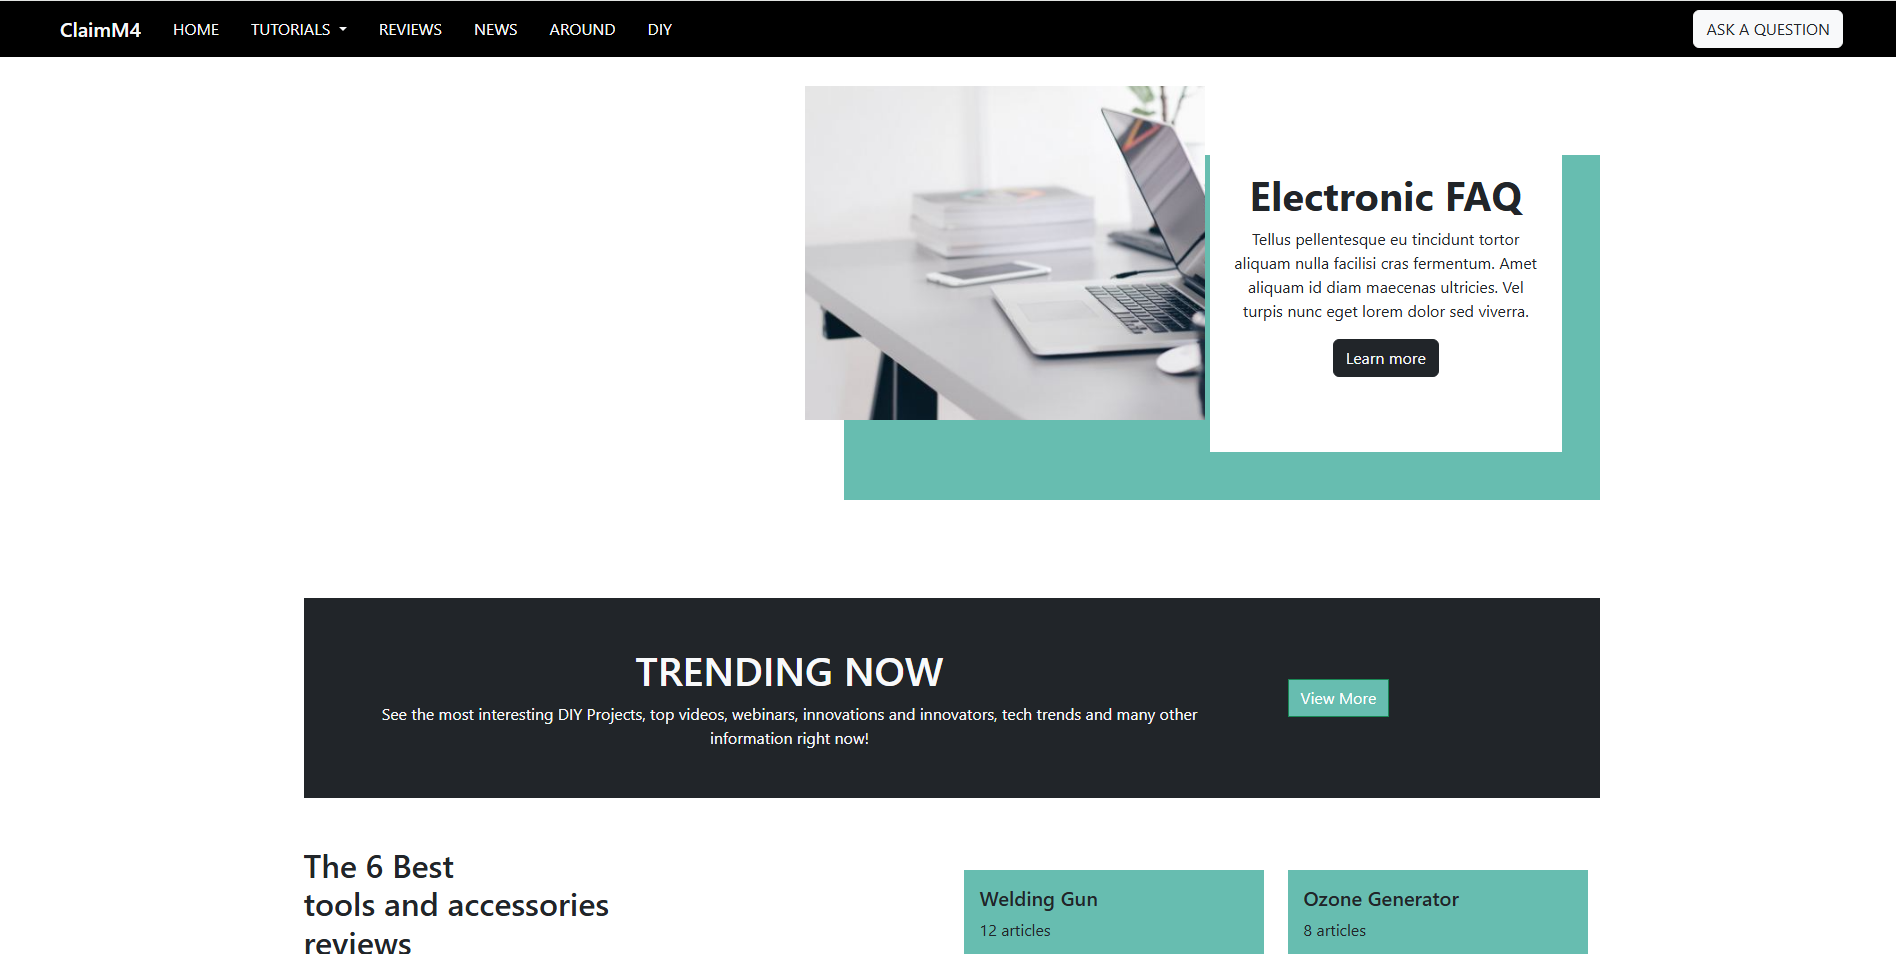 ClaimM4 HOME TUTORIALS REVIEWS NEWS AROUND DIY ASK A QUESTION
Electronic FAQ
Tellus pellentesque eu tincidunt tortor
aliquam nulla facilisi cras fermentum. Amet
aliquam id diam maecenas ultricies. Vel
turpis nunc eget lorem dolor sed viverra.
Learn more
TRENDING NOW
See the most interesting DIY Projects, top videos, webinars, innovations and innovators, tech trends and many other
information right now!
View More
The 6 Best
tools and accessories
reviews
Welding Gun
12 articles
Ozone Generator
8 articles